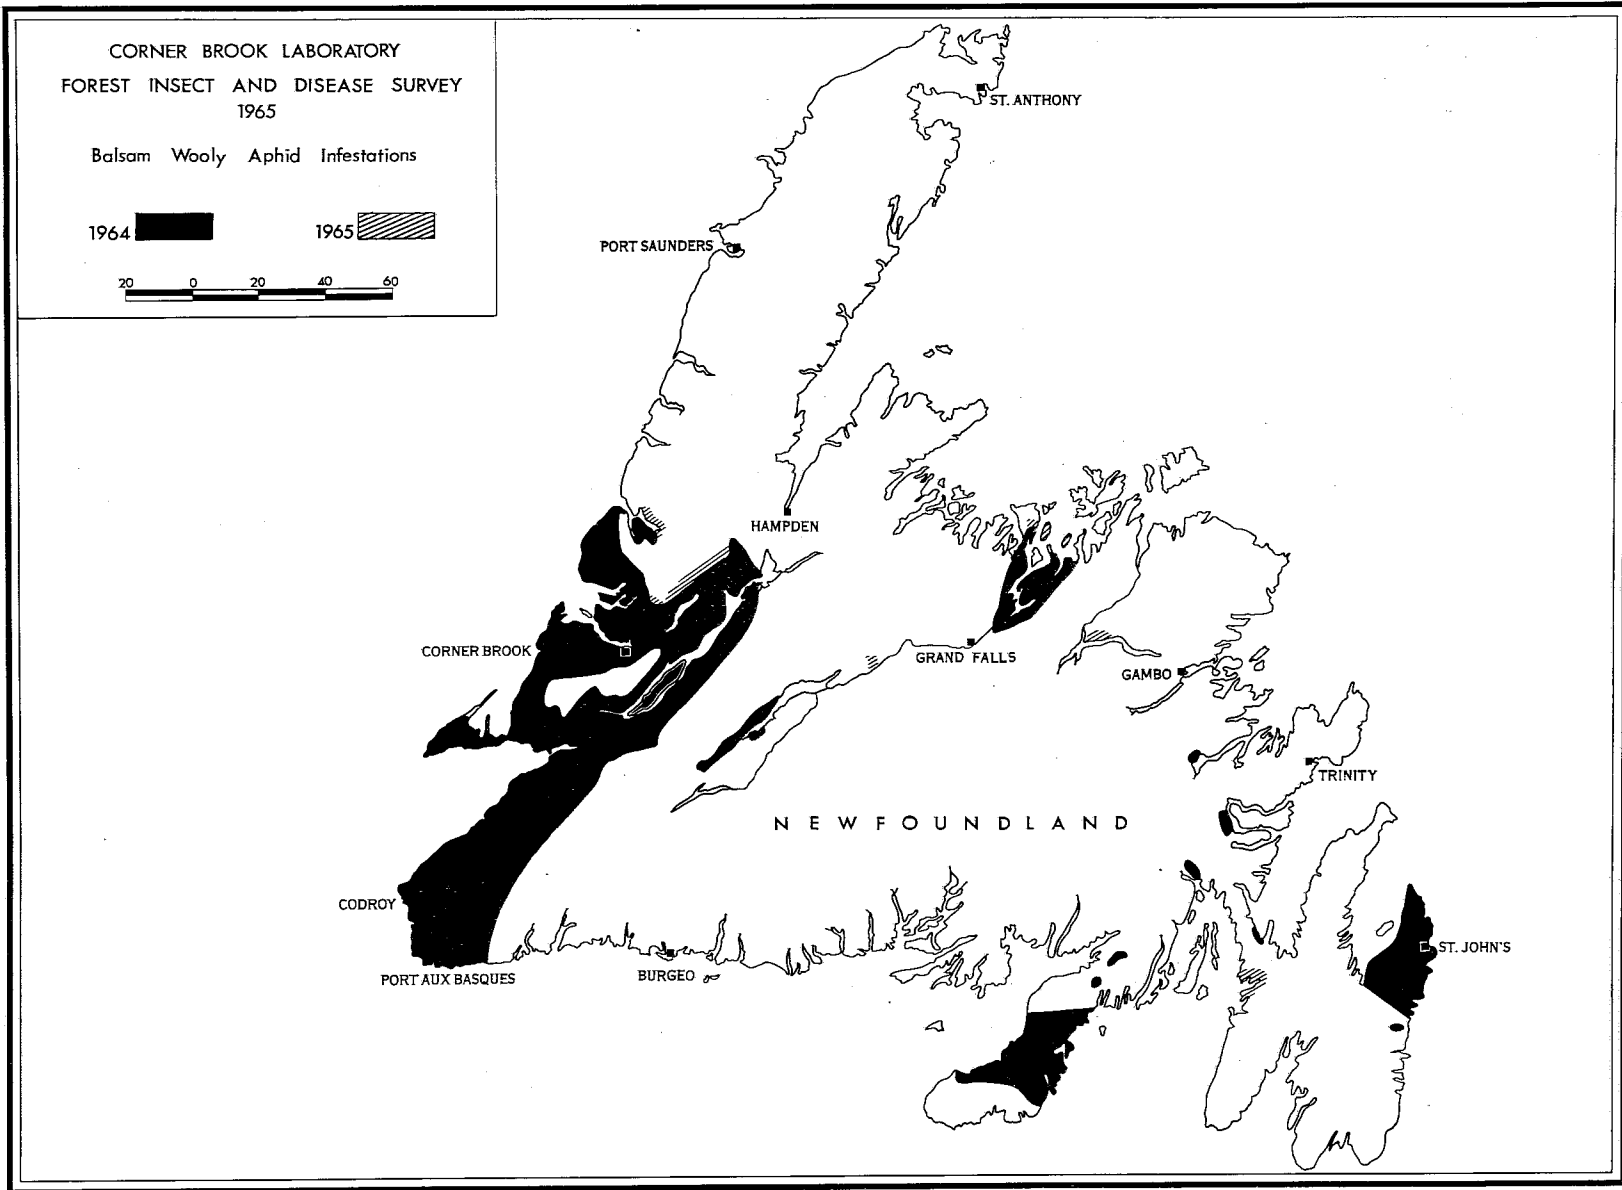 CORNER BROOK LABORATORY
FOREST INSECT AND DISEASE SURVEY
1965
Balsam Wooly Aphid Infestations
1964 1965
20 0 20 40 60
ST. ANTHONY
PORT SAUNDERS
HAMPDEN
CORNER BROOK
GRAND FALLS
GAMBO
TRINITY
NEWFOUNDLAND
CODROY
ST. JOHN'S
PORT AUX BASQUES
BURGEO